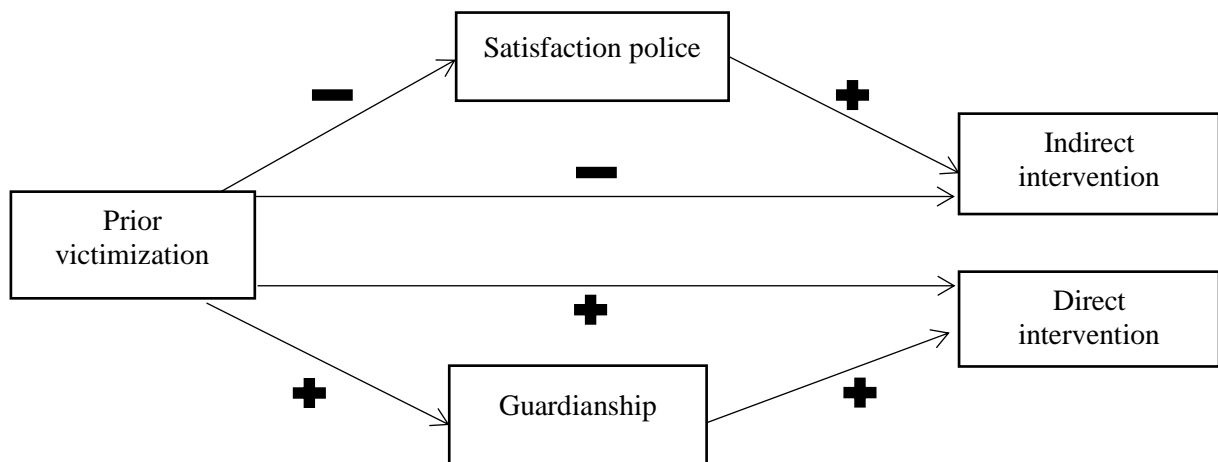 Satisfaction police
Indirect
intervention
Prior
victimization
Direct
intervention
Guardianship